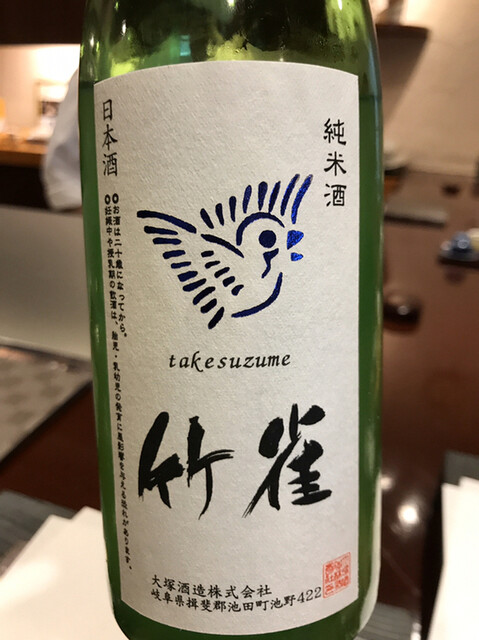 純米酒
日本酒
○お酒は二十歳になってから。
○妊娠中や授乳期の飲酒は、胎児・乳幼児の発育に悪影響を与える恐れがあります。
takesuzume
竹雀
大塚酒造株式会社
岐阜県揖斐郡池田町池野422